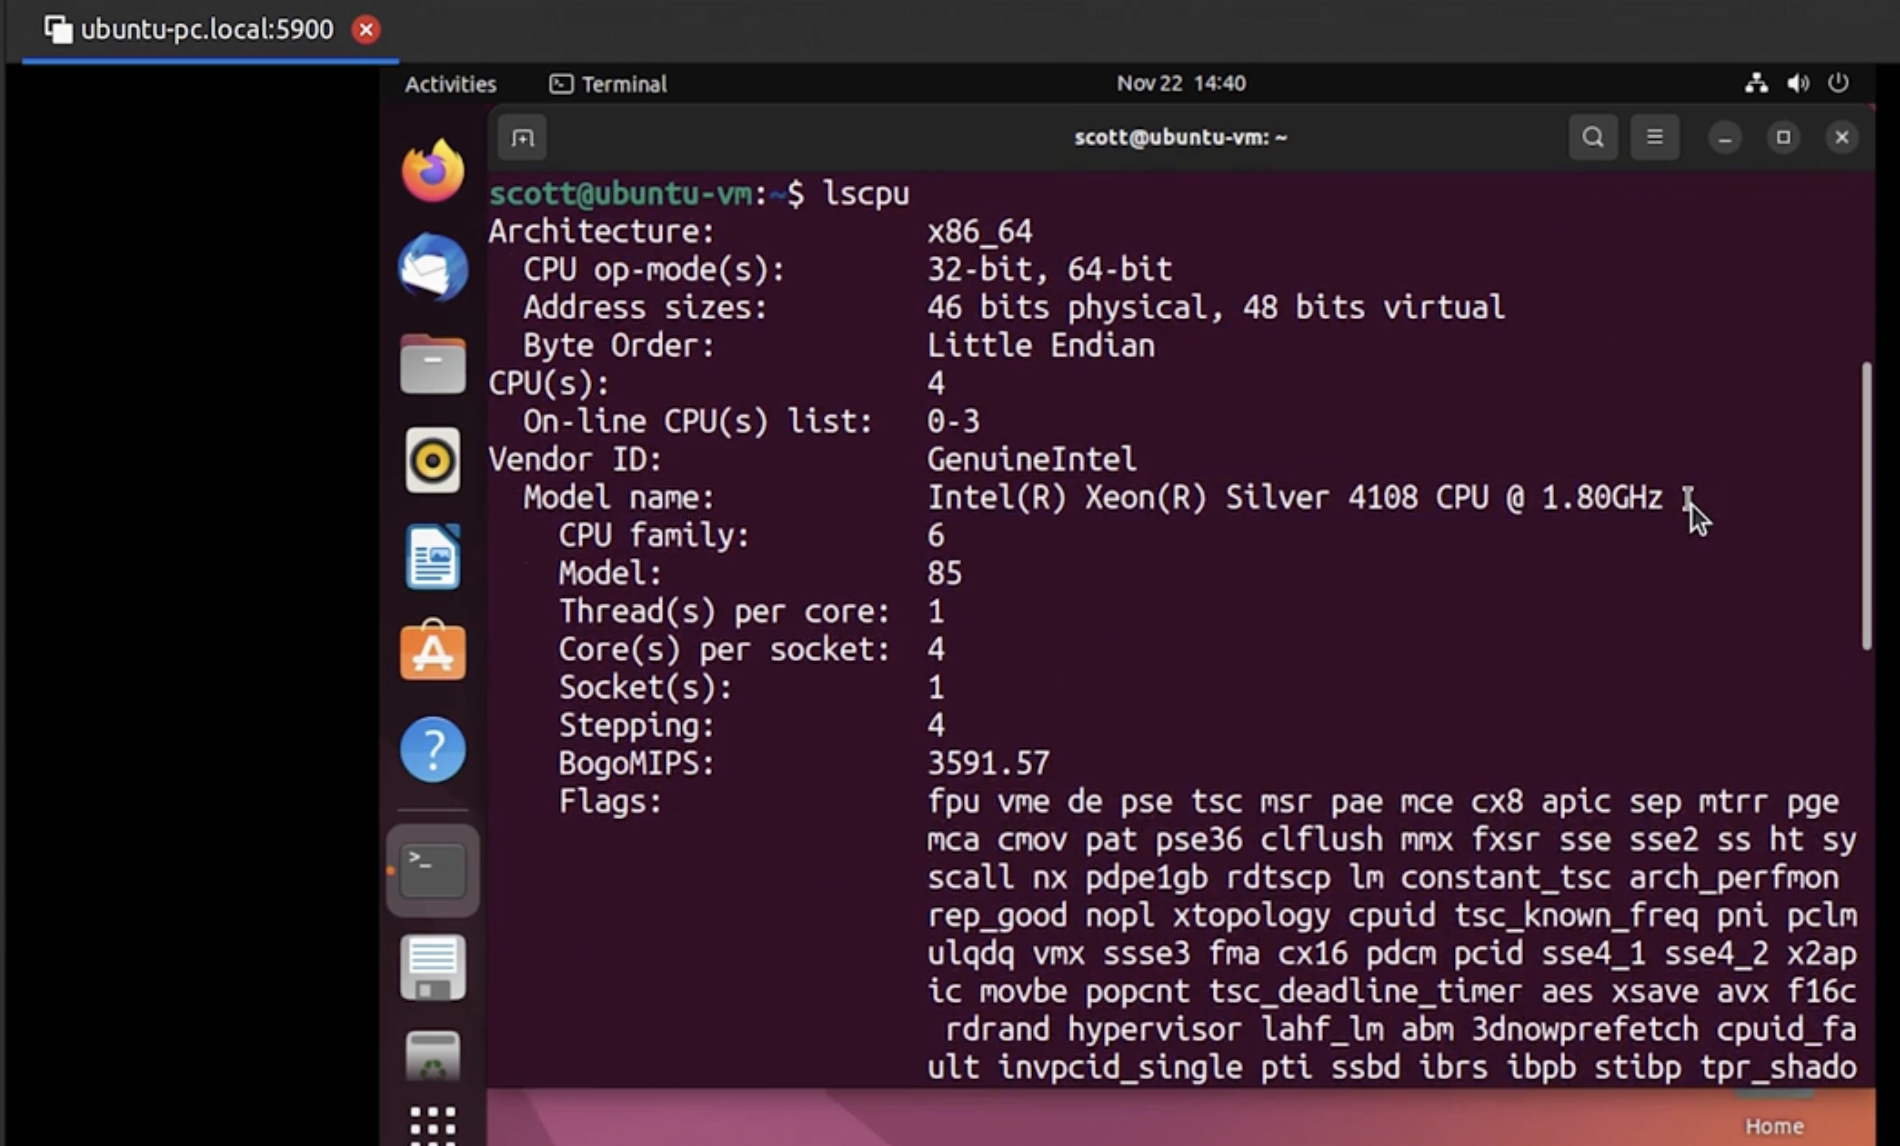 ubuntu-pc.local:5900
Activities Terminal Nov 22 14:40
scott@ubuntu-vm: ~
scott@ubuntu-vm:~$ lscpu
Architecture: x86_64
CPU op-mode(s): 32-bit, 64-bit
Address sizes: 46 bits physical, 48 bits virtual
Byte Order: Little Endian
CPU(s): 4
On-line CPU(s) list: 0-3
Vendor ID: GenuineIntel
Model name: Intel(R) Xeon(R) Silver 4108 CPU @ 1.80GHz
CPU family: 6
Model: 85
Thread(s) per core: 1
Core(s) per socket: 4
Socket(s): 1
Stepping: 4
BogoMIPS: 3591.57
Flags: fpu vme de pse tsc msr pae mce cx8 apic sep mtrr pge
mca cmov pat pse36 clflush mmx fxsr sse sse2 ss ht sy
scall nx pdpe1gb rdtscp lm constant_tsc arch_perfmon
rep_good nopl xtopology cpuid tsc_known_freq pni pclm
ulqdq vmx ssse3 fma cx16 pdcm pcid sse4_1 sse4_2 x2ap
ic movbe popcnt tsc_deadline_timer aes xsave avx f16c
rdrand hypervisor lahf_lm abm 3dnowprefetch cpuid_fa
ult invpcid_single pti ssbd ibrs ibpb stibp tpr_shado
Home